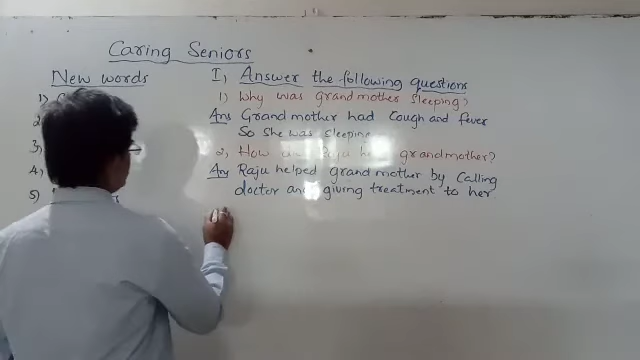 Caring Seniors
New words
1)
2
3)
4)
5)
I, Answer the following questions
1) Why was grandmother sleeping?
Ans Grandmother had Cough and fever
So She was sleeping
2, How Raju grandmother?
Ans Raju helped grandmother by Calling
doctor and giving treatment to her.